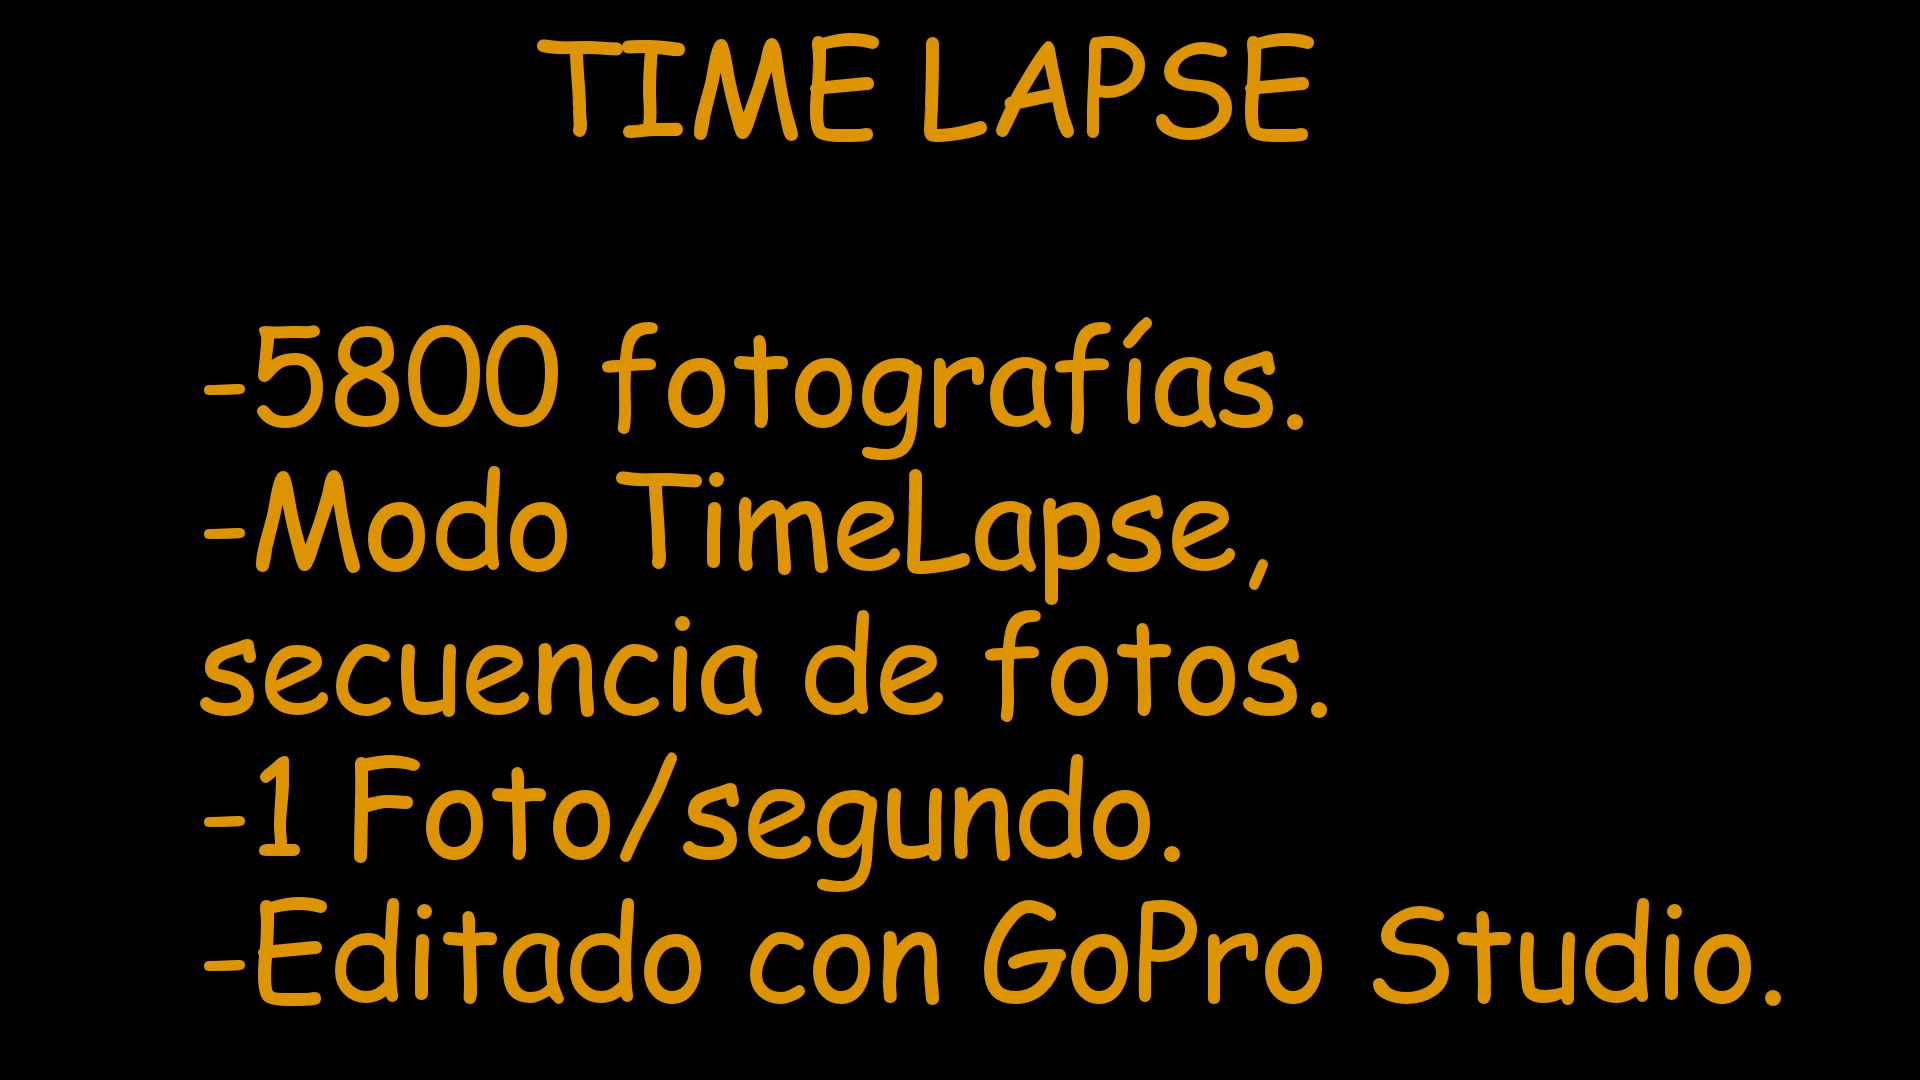 TIME LAPSE
-5800 fotografías.
-Modo TimeLapse,
secuencia de fotos.
-1 Foto/segundo.
-Editado con GoPro Studio.